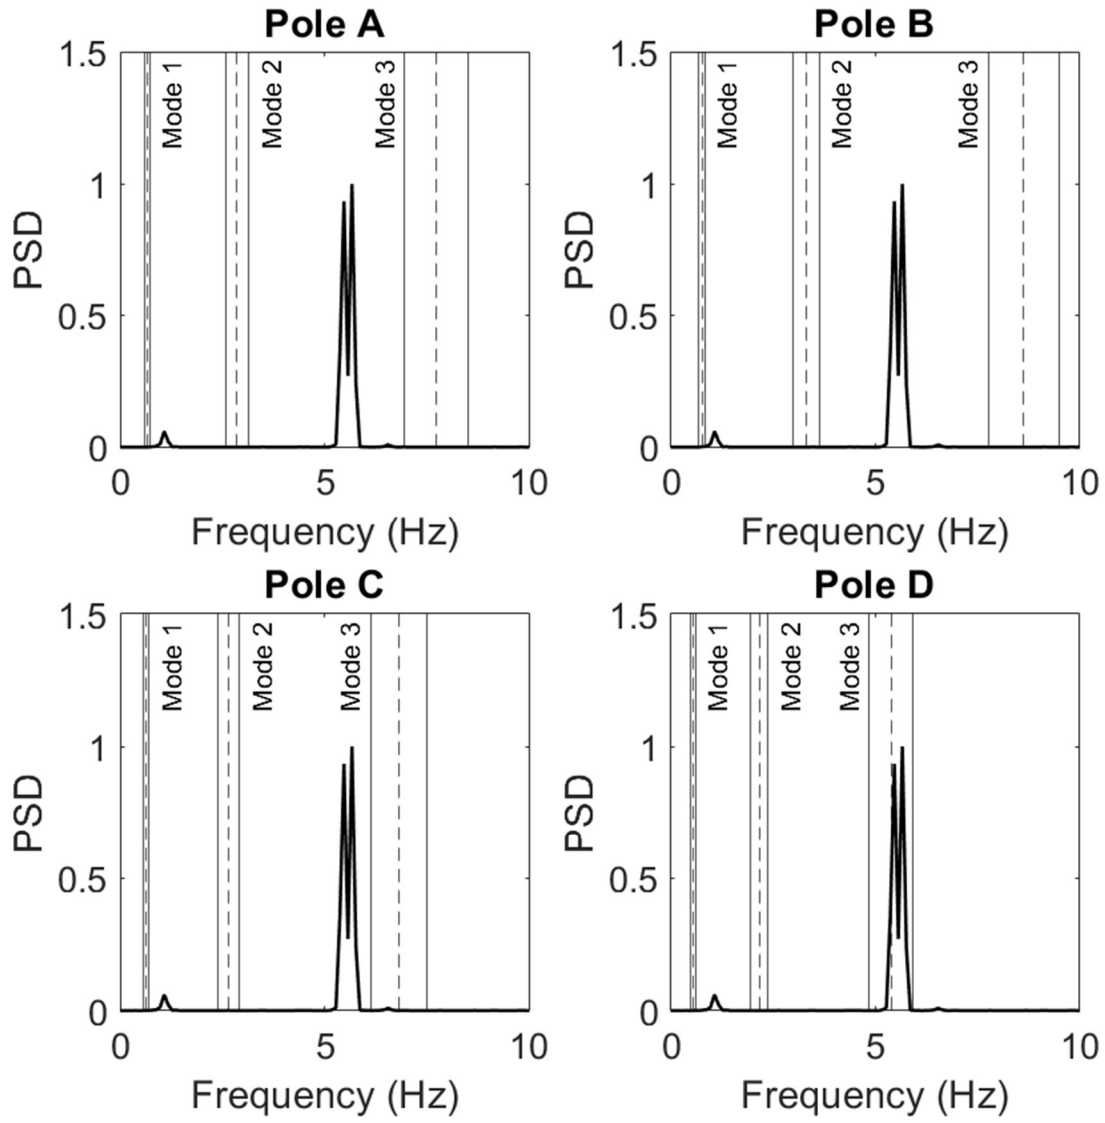 Pole A
1.5
1
0.5
0
PSD
Mode 1
Mode 2
Mode 3
0 5 10
Frequency (Hz)
Pole B
1.5
1
0.5
0
PSD
Mode 1
Mode 2
Mode 3
0 5 10
Frequency (Hz)
Pole C
1.5
1
0.5
0
PSD
Mode 1
Mode 2
Mode 3
0 5 10
Frequency (Hz)
Pole D
1.5
1
0.5
0
PSD
Mode 1
Mode 2
Mode 3
0 5 10
Frequency (Hz)